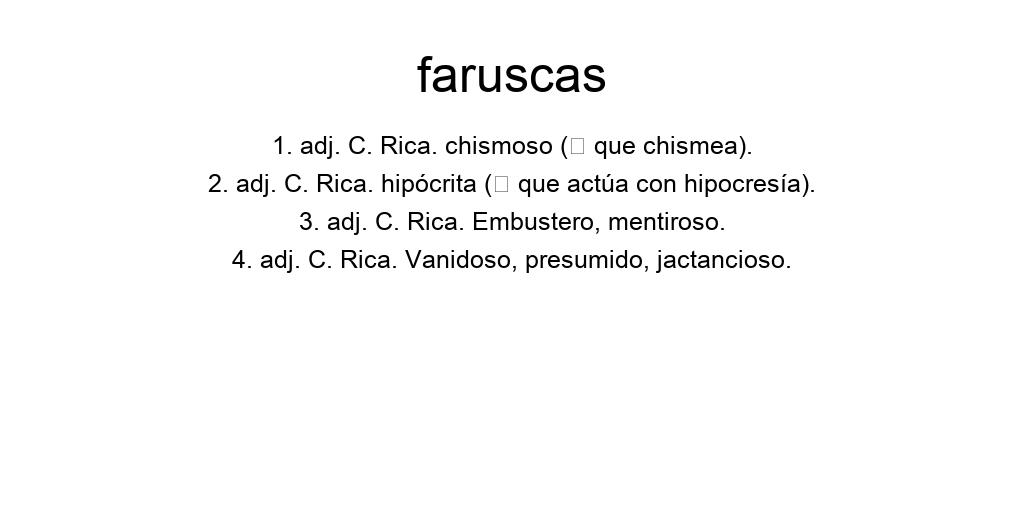 faruscas
1. adj. C. Rica. chismoso (□ que chismea).
2. adj. C. Rica. hipócrita (□ que actúa con hipocresía).
3. adj. C. Rica. Embustero, mentiroso.
4. adj. C. Rica. Vanidoso, presumido, jactancioso.